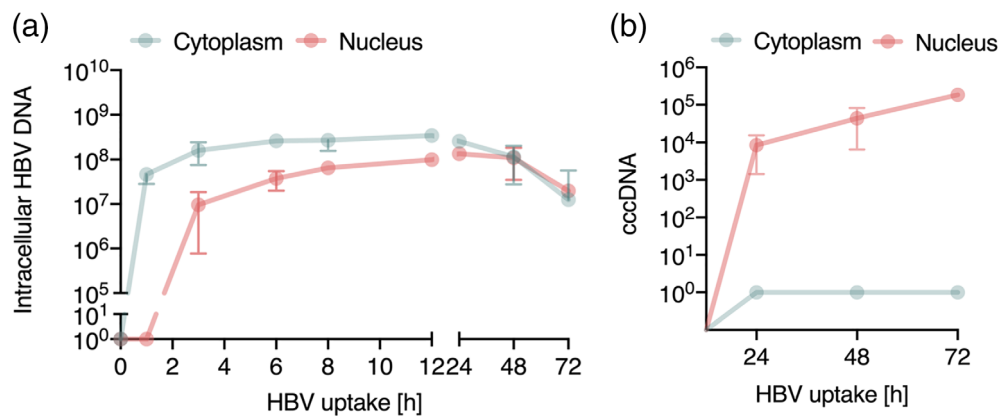 (a)
Cytoplasm Nucleus
Intracellular HBV DNA
10^10
10^9
10^8
10^7
10^6
10^5
10^1
10^0
0 2 4 6 8 10 12 24 48 72
HBV uptake [h]
(b)
Cytoplasm Nucleus
cccDNA
10^6
10^5
10^4
10^3
10^2
10^1
10^0
24 48 72
HBV uptake [h]